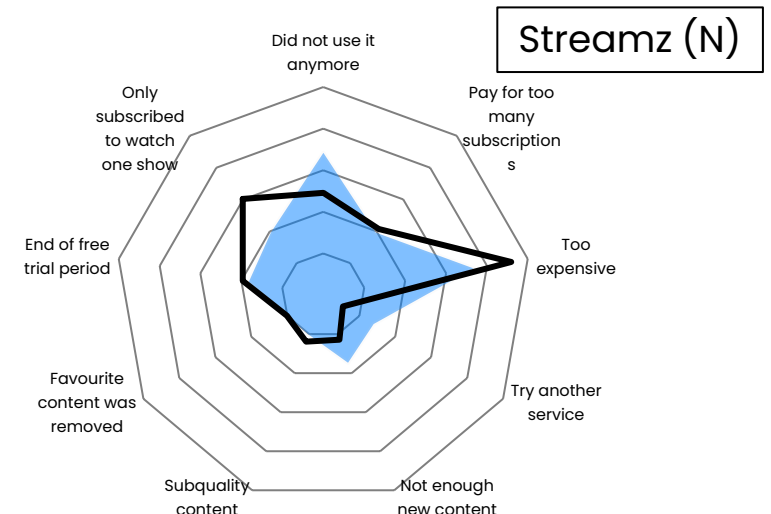 Streamz (N)
Did not use it
anymore
Pay for too
many
subscription
s
Too
expensive
Try another
service
Not enough
new content
Subquality
content
Favourite
content was
removed
End of free
trial period
Only
subscribed
to watch
one show